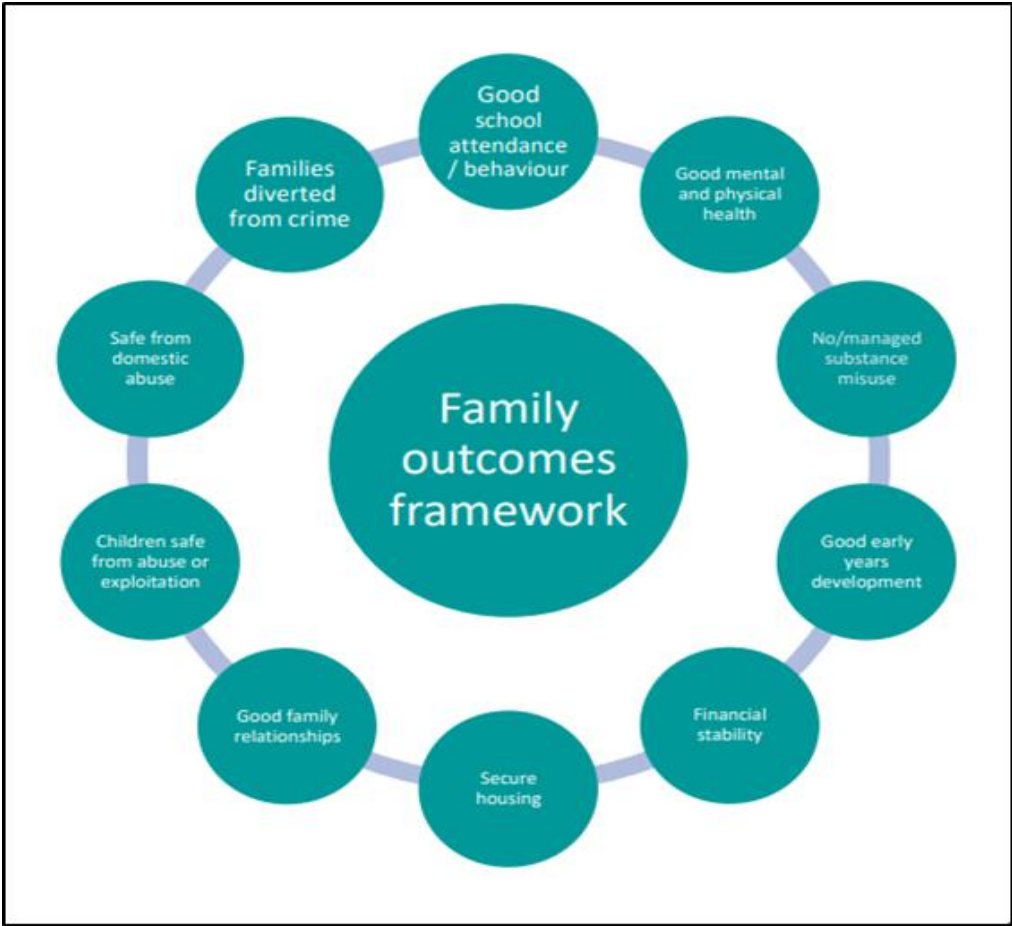 Good
school
attendance
/ behaviour
Good mental
and physical
health
No/managed
substance
misuse
Good early
years
development
Financial
stability
Secure
housing
Good family
relationships
Children safe
from abuse or
exploitation
Safe from
domestic
abuse
Families
diverted
from crime
Family
outcomes
framework